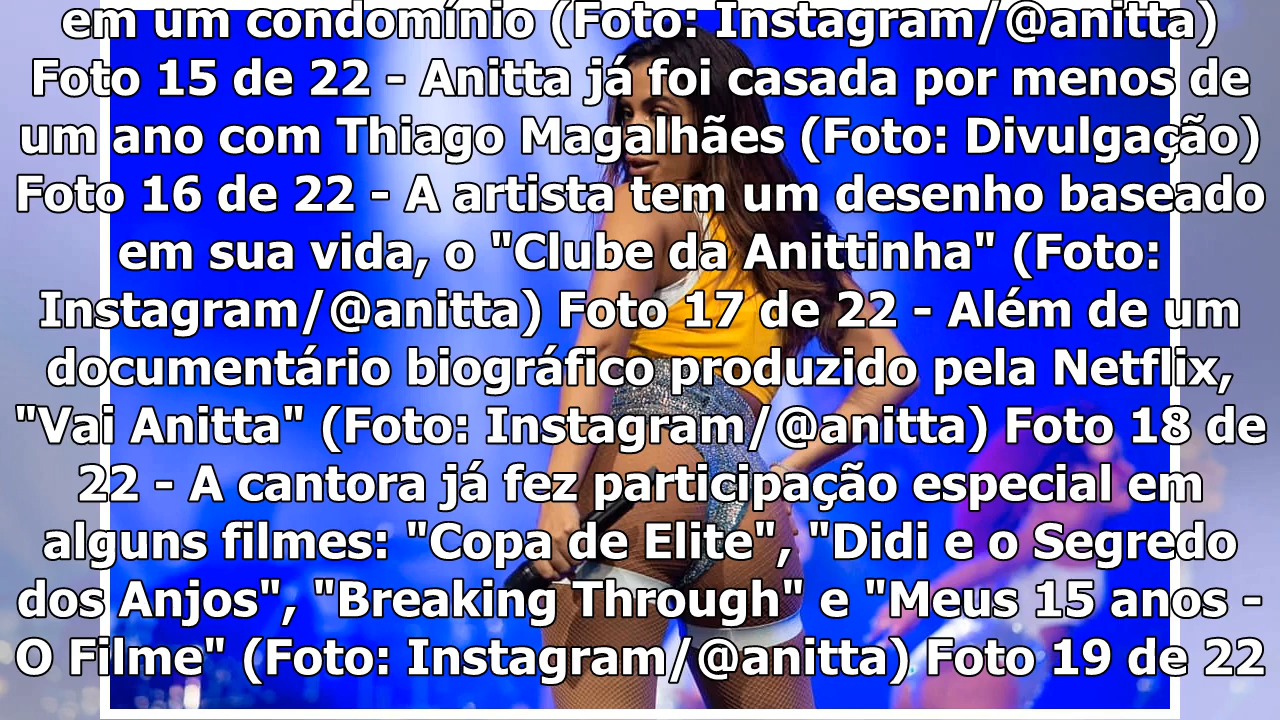 em um condomínio (Foto: Instagram/@anitta)
Foto 15 de 22 - Anitta já foi casada por menos de
um ano com Thiago Magalhães (Foto: Divulgação)
Foto 16 de 22 - A artista tem um desenho baseado
em sua vida, o "Clube da Anittinha" (Foto:
Instagram/@anitta) Foto 17 de 22 - Além de um
documentário biográfico produzido pela Netflix,
"Vai Anitta" (Foto: Instagram/@anitta) Foto 18 de
22 - A cantora já fez participação especial em
alguns filmes: "Copa de Elite", "Didi e o Segredo
dos Anjos", "Breaking Through" e "Meus 15 anos -
O Filme" (Foto: Instagram/@anitta) Foto 19 de 22